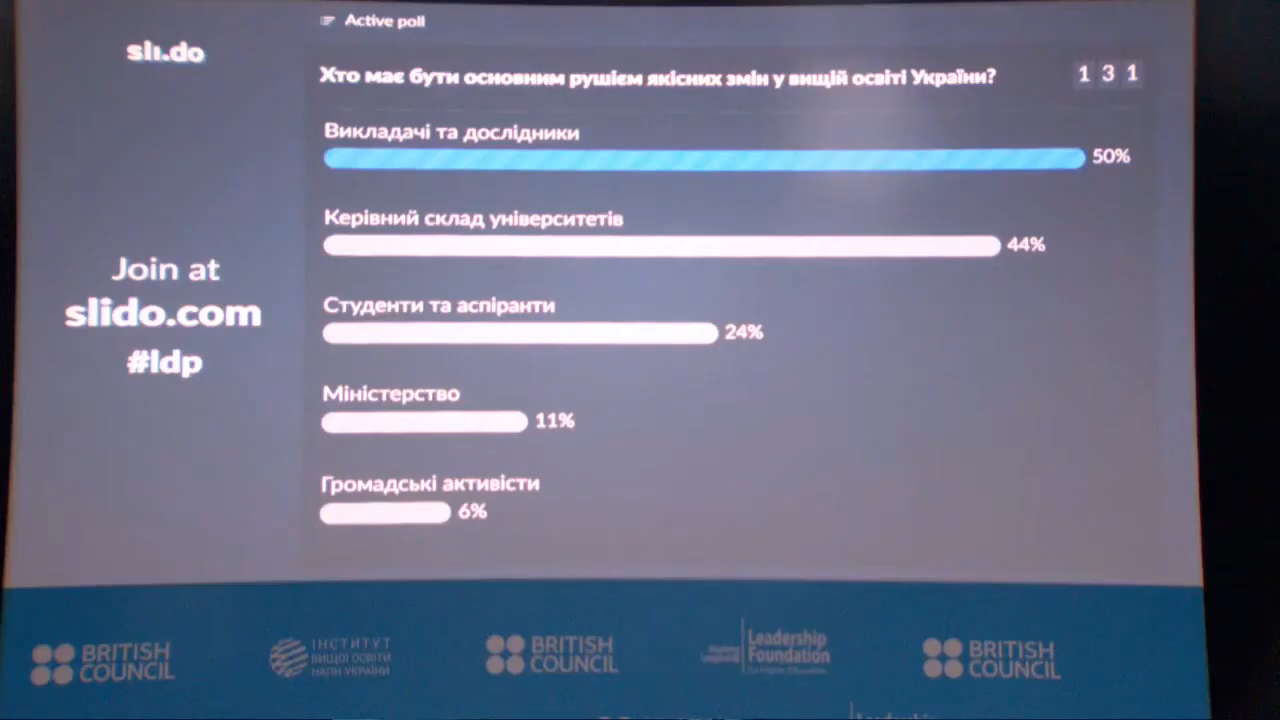 Active poll
sli.do
Хто має бути основним рушієм якісних змін у вищій освіті України?
1 3 1
Викладачі та дослідники
50%
Керівний склад університетів
44%
Join at
slido.com
#ldp
Студенти та аспіранти
24%
Міністерство
11%
Громадські активісти
6%
BRITISH
COUNCIL
ІНСТИТУТ
ВИЩОЇ ОСВІТИ
НАПН УКРАЇНИ
BRITISH
COUNCIL
Leadership
Foundation
BRITISH
COUNCIL